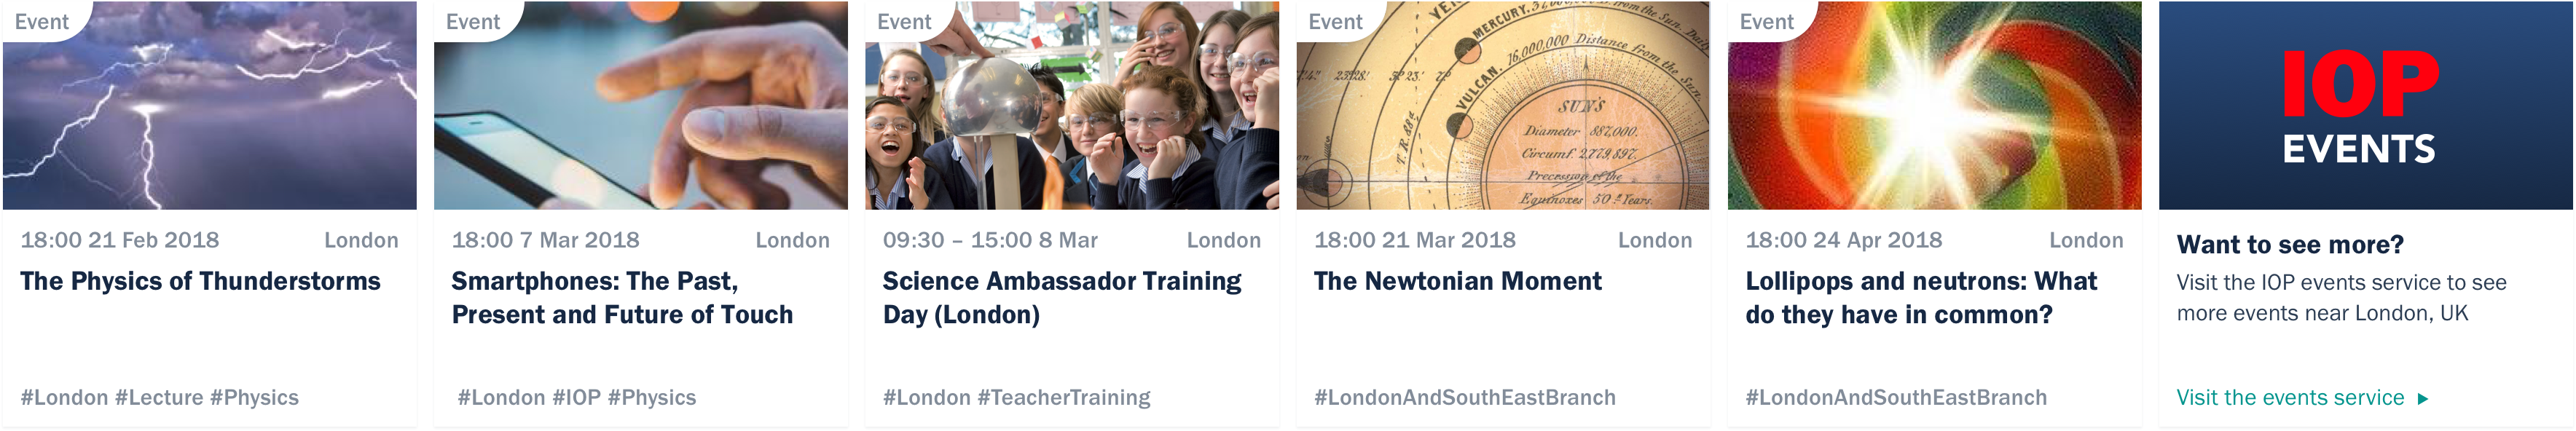 Event
18:00 21 Feb 2018 London
The Physics of Thunderstorms
#London #Lecture #Physics
Event
18:00 7 Mar 2018 London
Smartphones: The Past,
Present and Future of Touch
#London #IOP #Physics
Event
09:30 – 15:00 8 Mar London
Science Ambassador Training
Day (London)
#London #TeacherTraining
Event
MERCURY.
16,000,000 Distance from the Sun.
VULCAN.
SUN'S
Diameter 887,000.
Circumf. 2,779,897.
Precession of the
Equinoxes 50" Years.
18:00 21 Mar 2018 London
The Newtonian Moment
#LondonAndSouthEastBranch
Event
18:00 24 Apr 2018 London
Lollipops and neutrons: What
do they have in common?
#LondonAndSouthEastBranch
IOP
EVENTS
Want to see more?
Visit the IOP events service to see
more events near London, UK
Visit the events service ▶